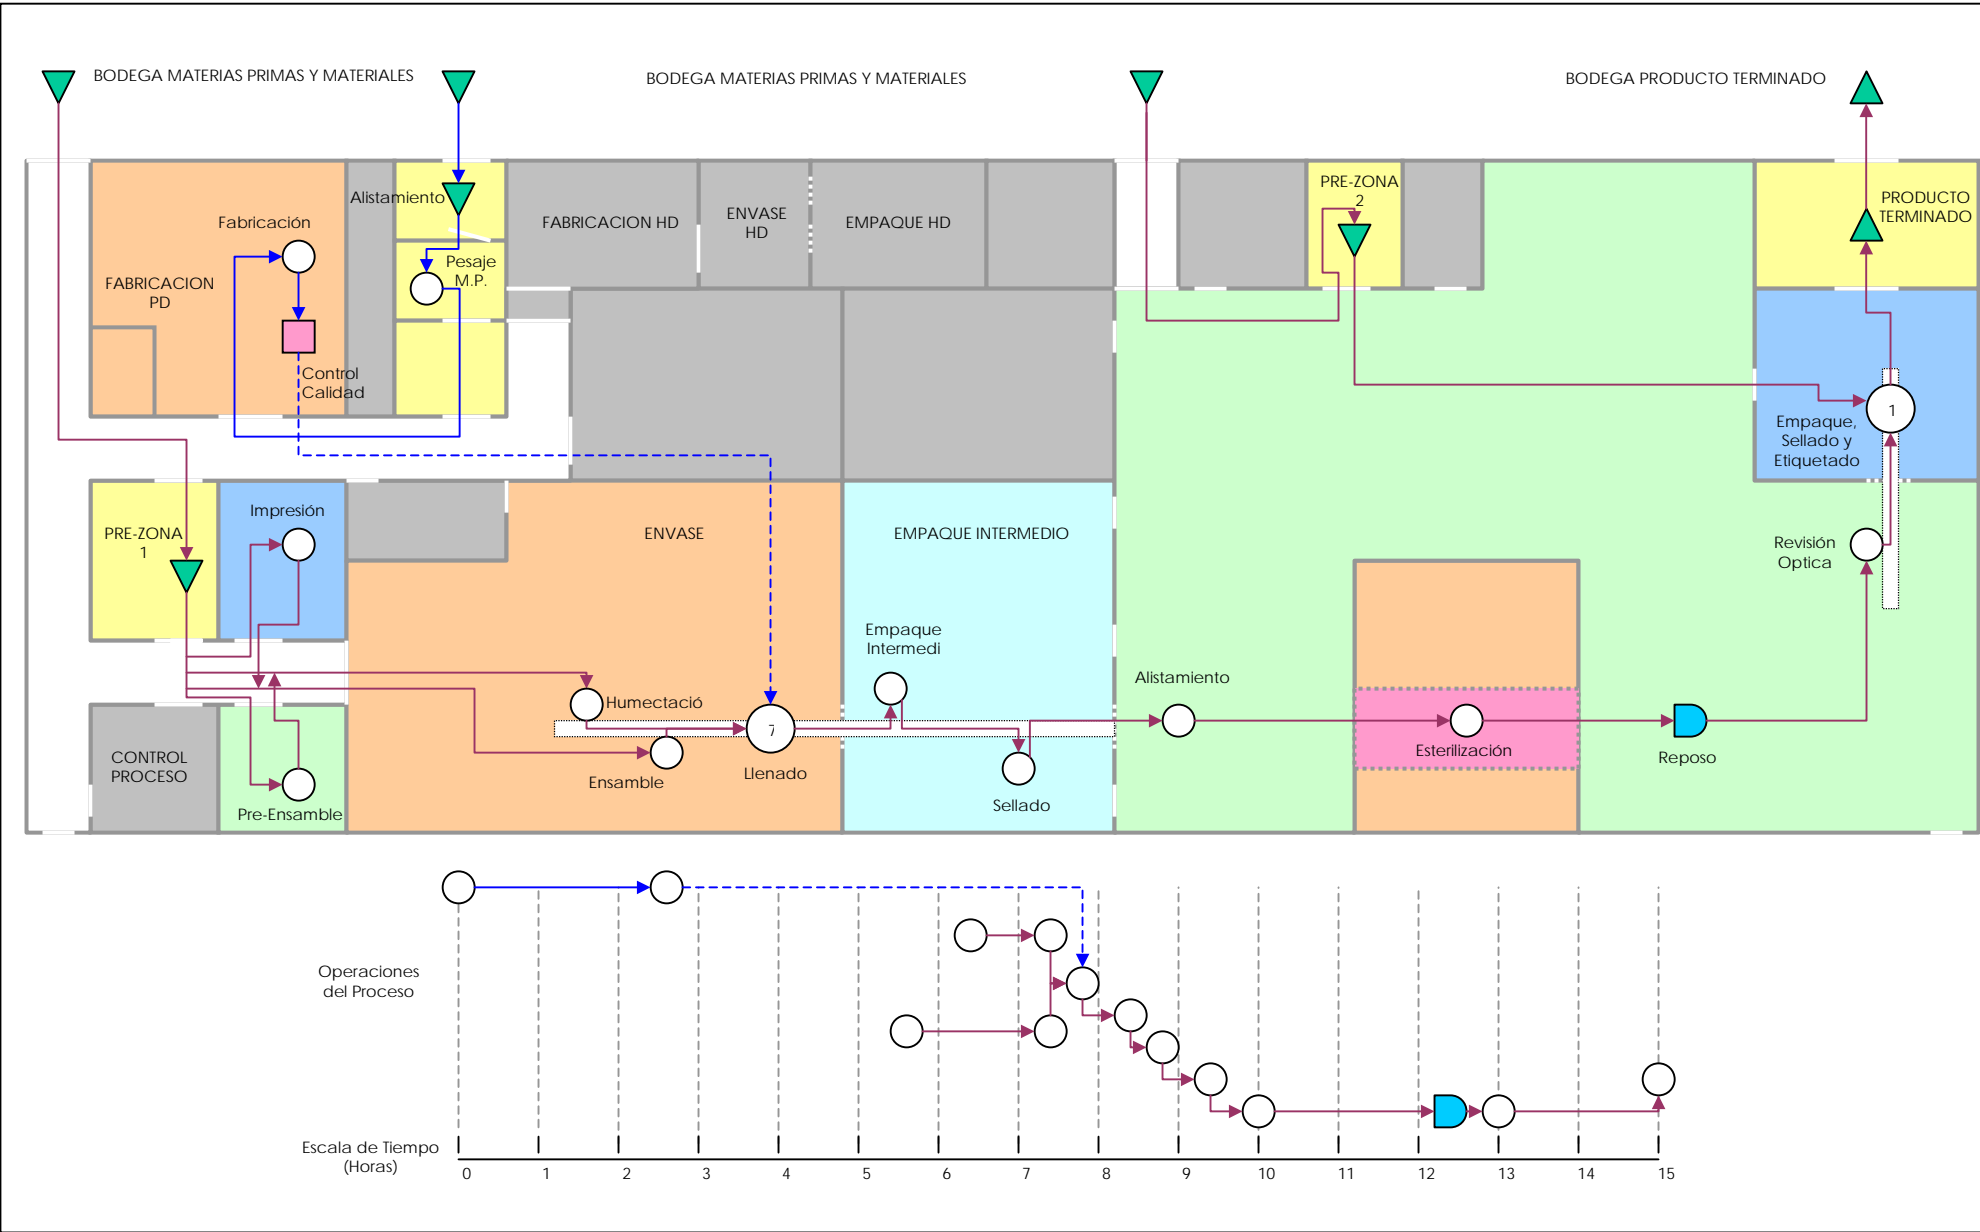 BODEGA MATERIAS PRIMAS Y MATERIALES
BODEGA MATERIAS PRIMAS Y MATERIALES
BODEGA PRODUCTO TERMINADO
Alistamiento
Fabricación
FABRICACION
PD
Pesaje
M.P.
FABRICACION HD
ENVASE
HD
EMPAQUE HD
PRE-ZONA
2
PRODUCTO
TERMINADO
Control
Calidad
1
Empaque,
Sellado y
Etiquetado
PRE-ZONA
1
Impresión
ENVASE
EMPAQUE INTERMEDIO
Revisión
Optica
Empaque
Intermedi
Alistamiento
Humectació
7
CONTROL
PROCESO
Ensamble
Llenado
Esterilización
Reposo
Sellado
Pre-Ensamble
Operaciones
del Proceso
Escala de Tiempo
(Horas)
0 1 2 3 4 5 6 7 8 9 10 11 12 13 14 15